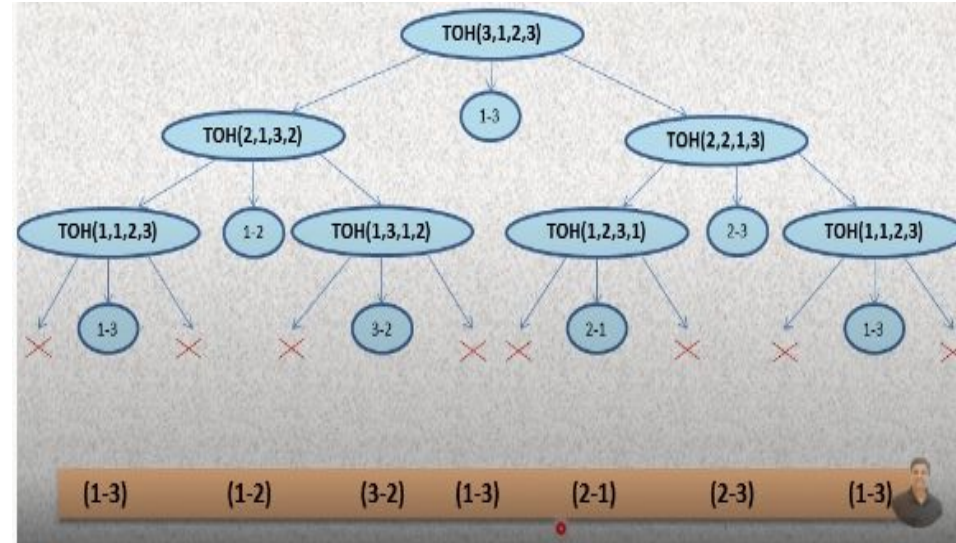 TOH(3,1,2,3)
1-3
TOH(2,1,3,2)
TOH(2,2,1,3)
TOH(1,1,2,3)
1-2
TOH(1,3,1,2)
TOH(1,2,3,1)
2-3
TOH(1,1,2,3)
1-3
3-2
2-1
1-3
(1-3) (1-2) (3-2) (1-3) (2-1) (2-3) (1-3)